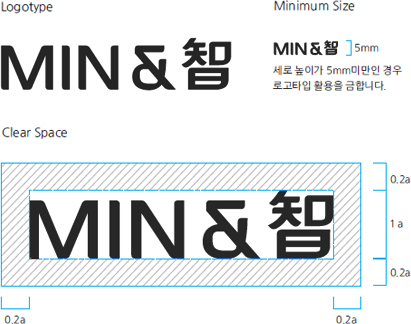 Logotype
Minimum Size
MIN&智
MIN&智
5mm
세로 높이가 5mm미만인 경우
로고타입 활용을 금합니다.
Clear Space
0.2a
MIN&智
1 a
0.2a
0.2a
0.2a